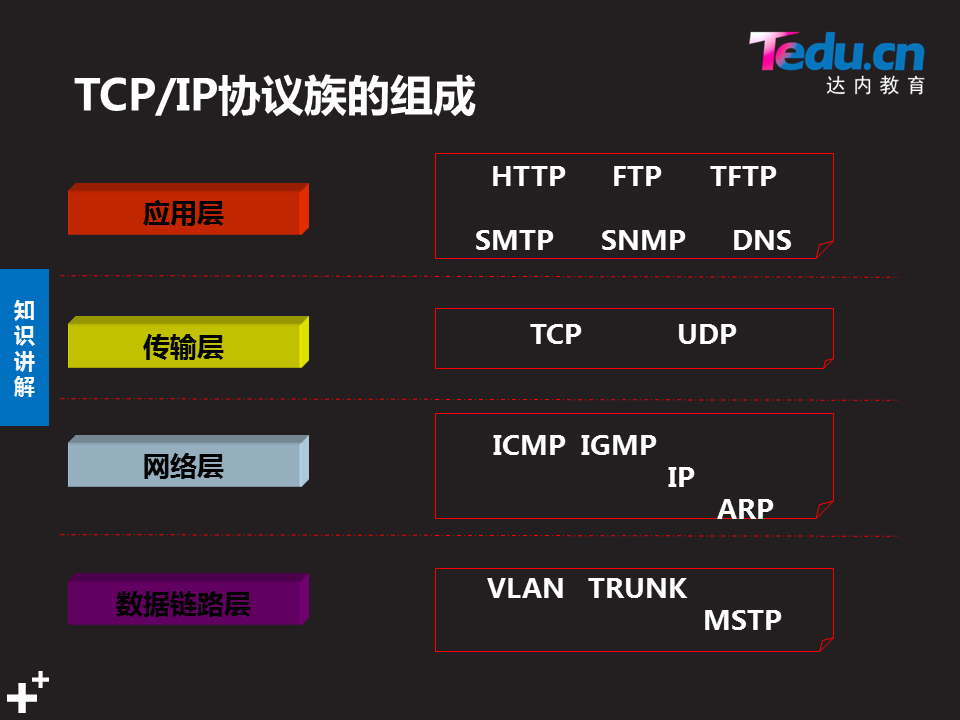 Tedu.cn
达内教育
TCP/IP协议族的组成
应用层
HTTP FTP TFTP
SMTP SNMP DNS
知识讲解
传输层
TCP UDP
网络层
ICMP IGMP
IP
ARP
数据链路层
VLAN TRUNK
MSTP